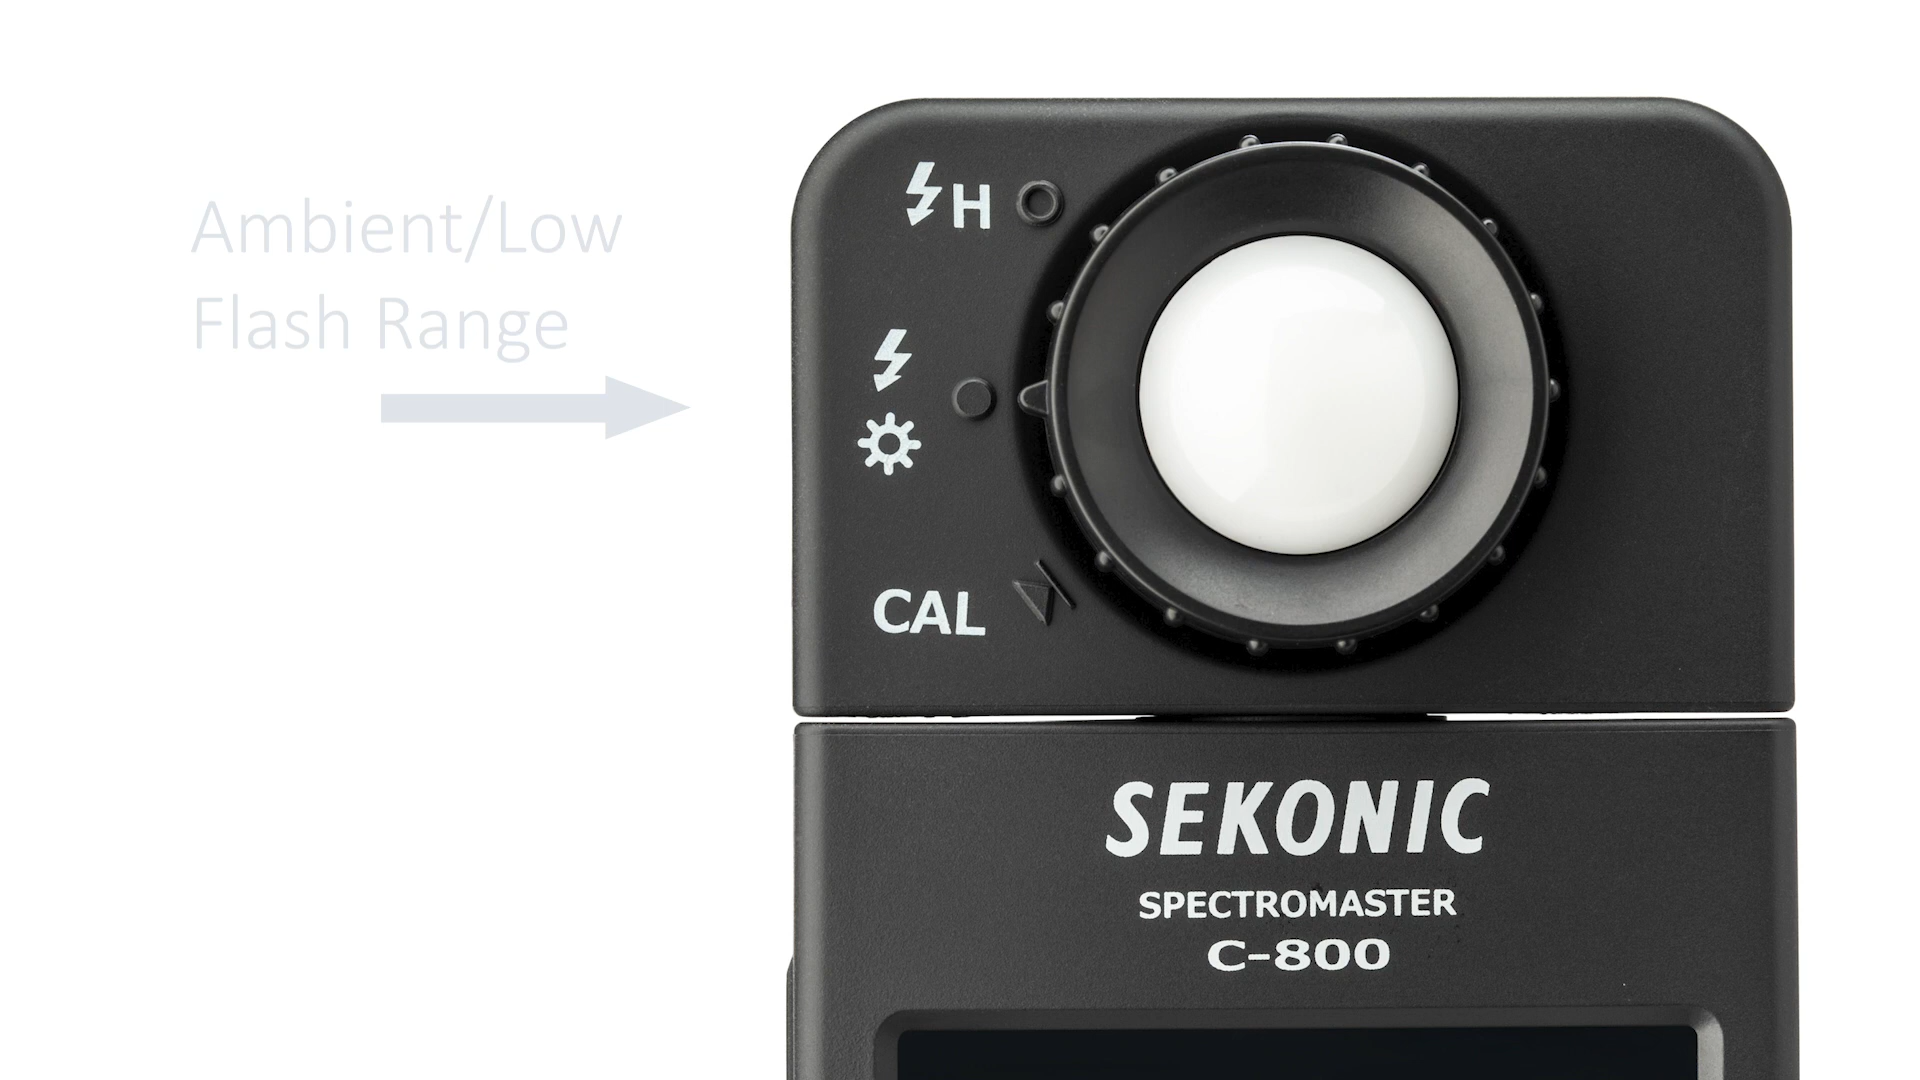 Ambient/Low
Flash Range
H
CAL
SEKONIC
SPECTROMASTER
C-800